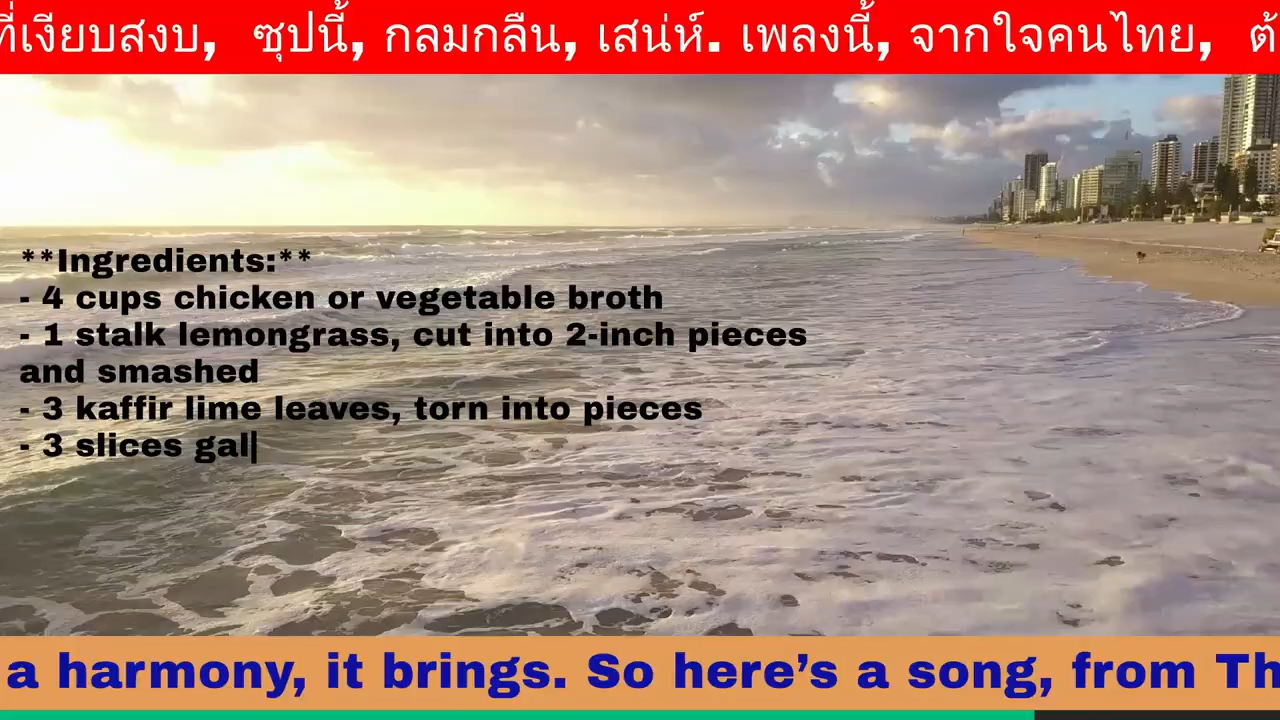 ที่เงียบสงบ, ซุปนี้, กลมกลืน, เสน่ห์. เพลงนี้, จากใจคนไทย, ต้
**Ingredients:**
- 4 cups chicken or vegetable broth
- 1 stalk lemongrass, cut into 2-inch pieces
and smashed
- 3 kaffir lime leaves, torn into pieces
- 3 slices gal
a harmony, it brings. So here's a song, from Th